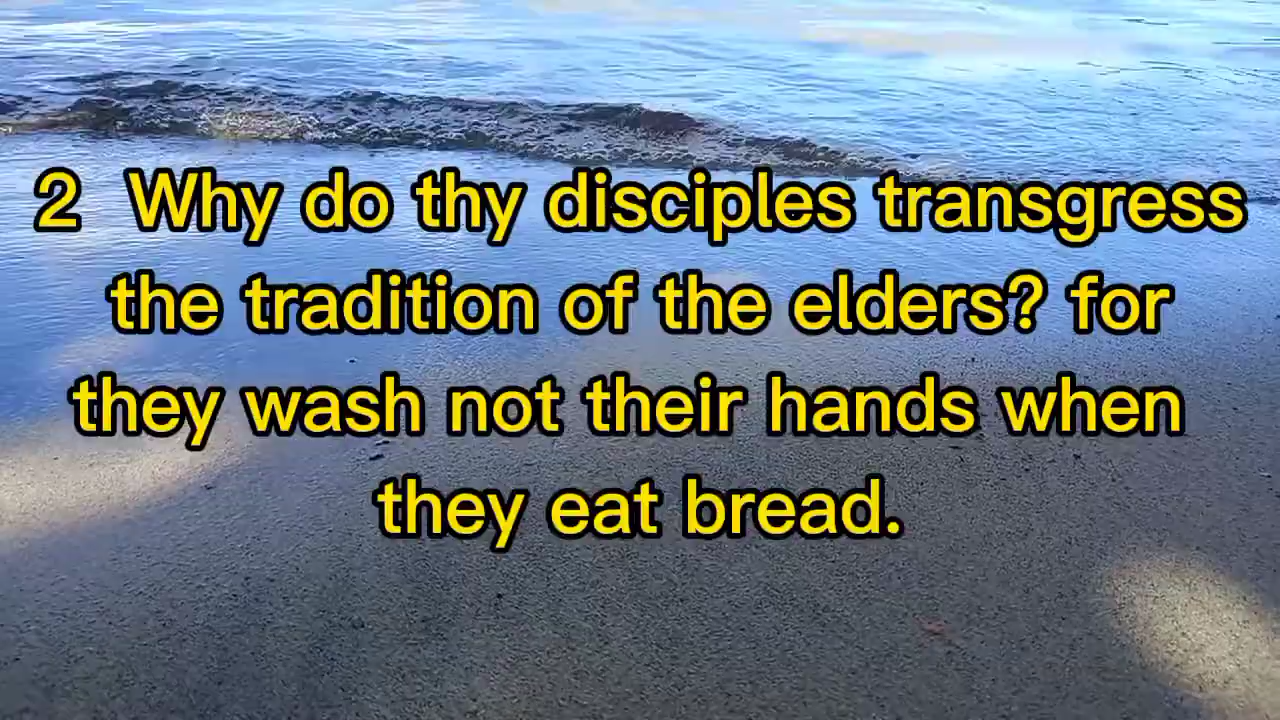 2 Why do thy disciples transgress
the tradition of the elders? for
they wash not their hands when
they eat bread.